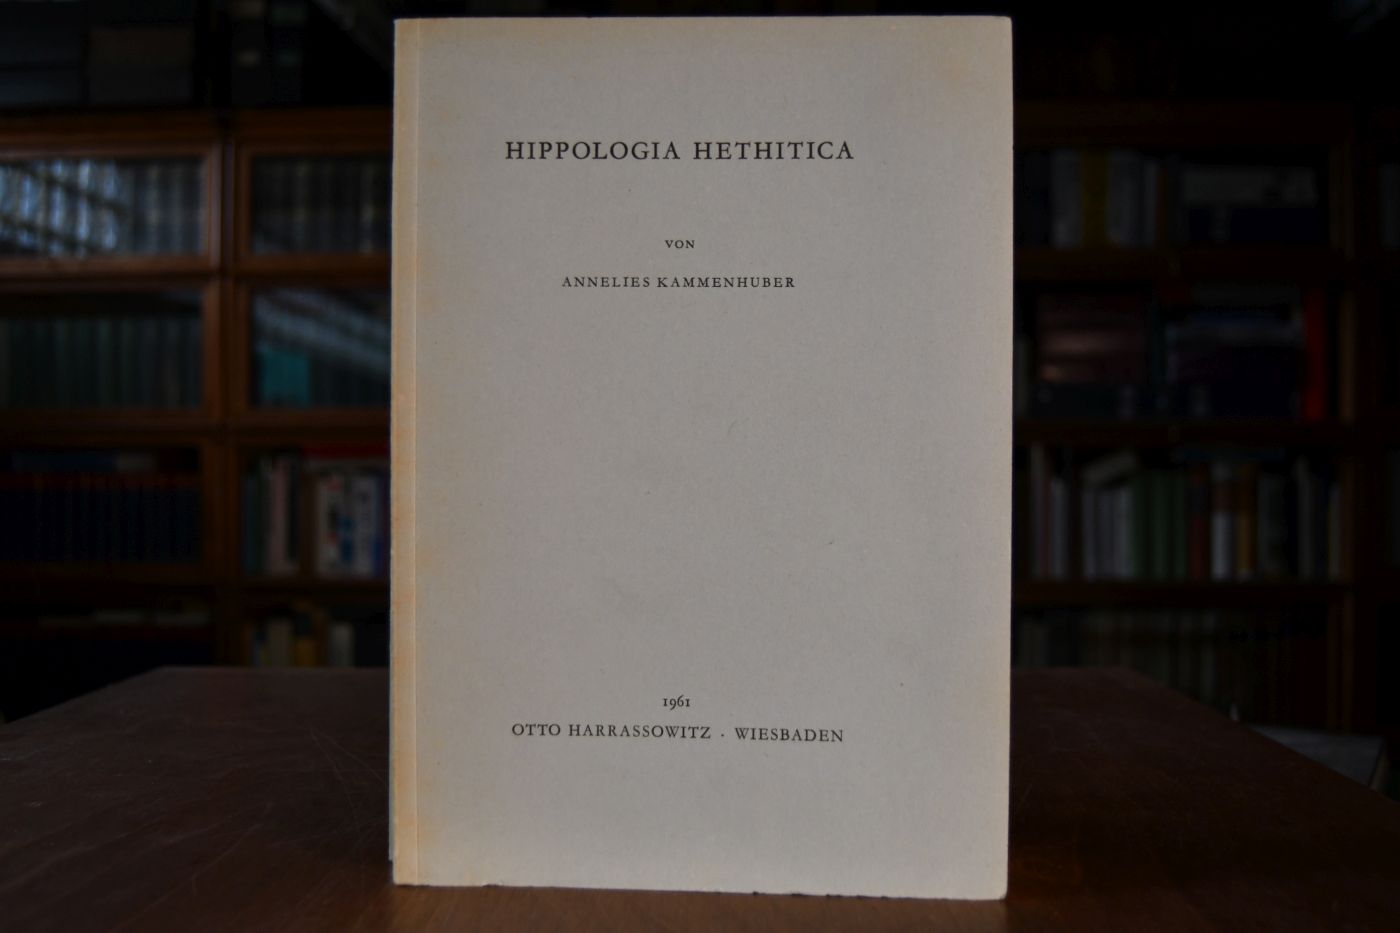 HIPPOLOGIA HETHITICA
VON
ANNELIES KAMMENHUBER
1961
OTTO HARRASSOWITZ · WIESBADEN